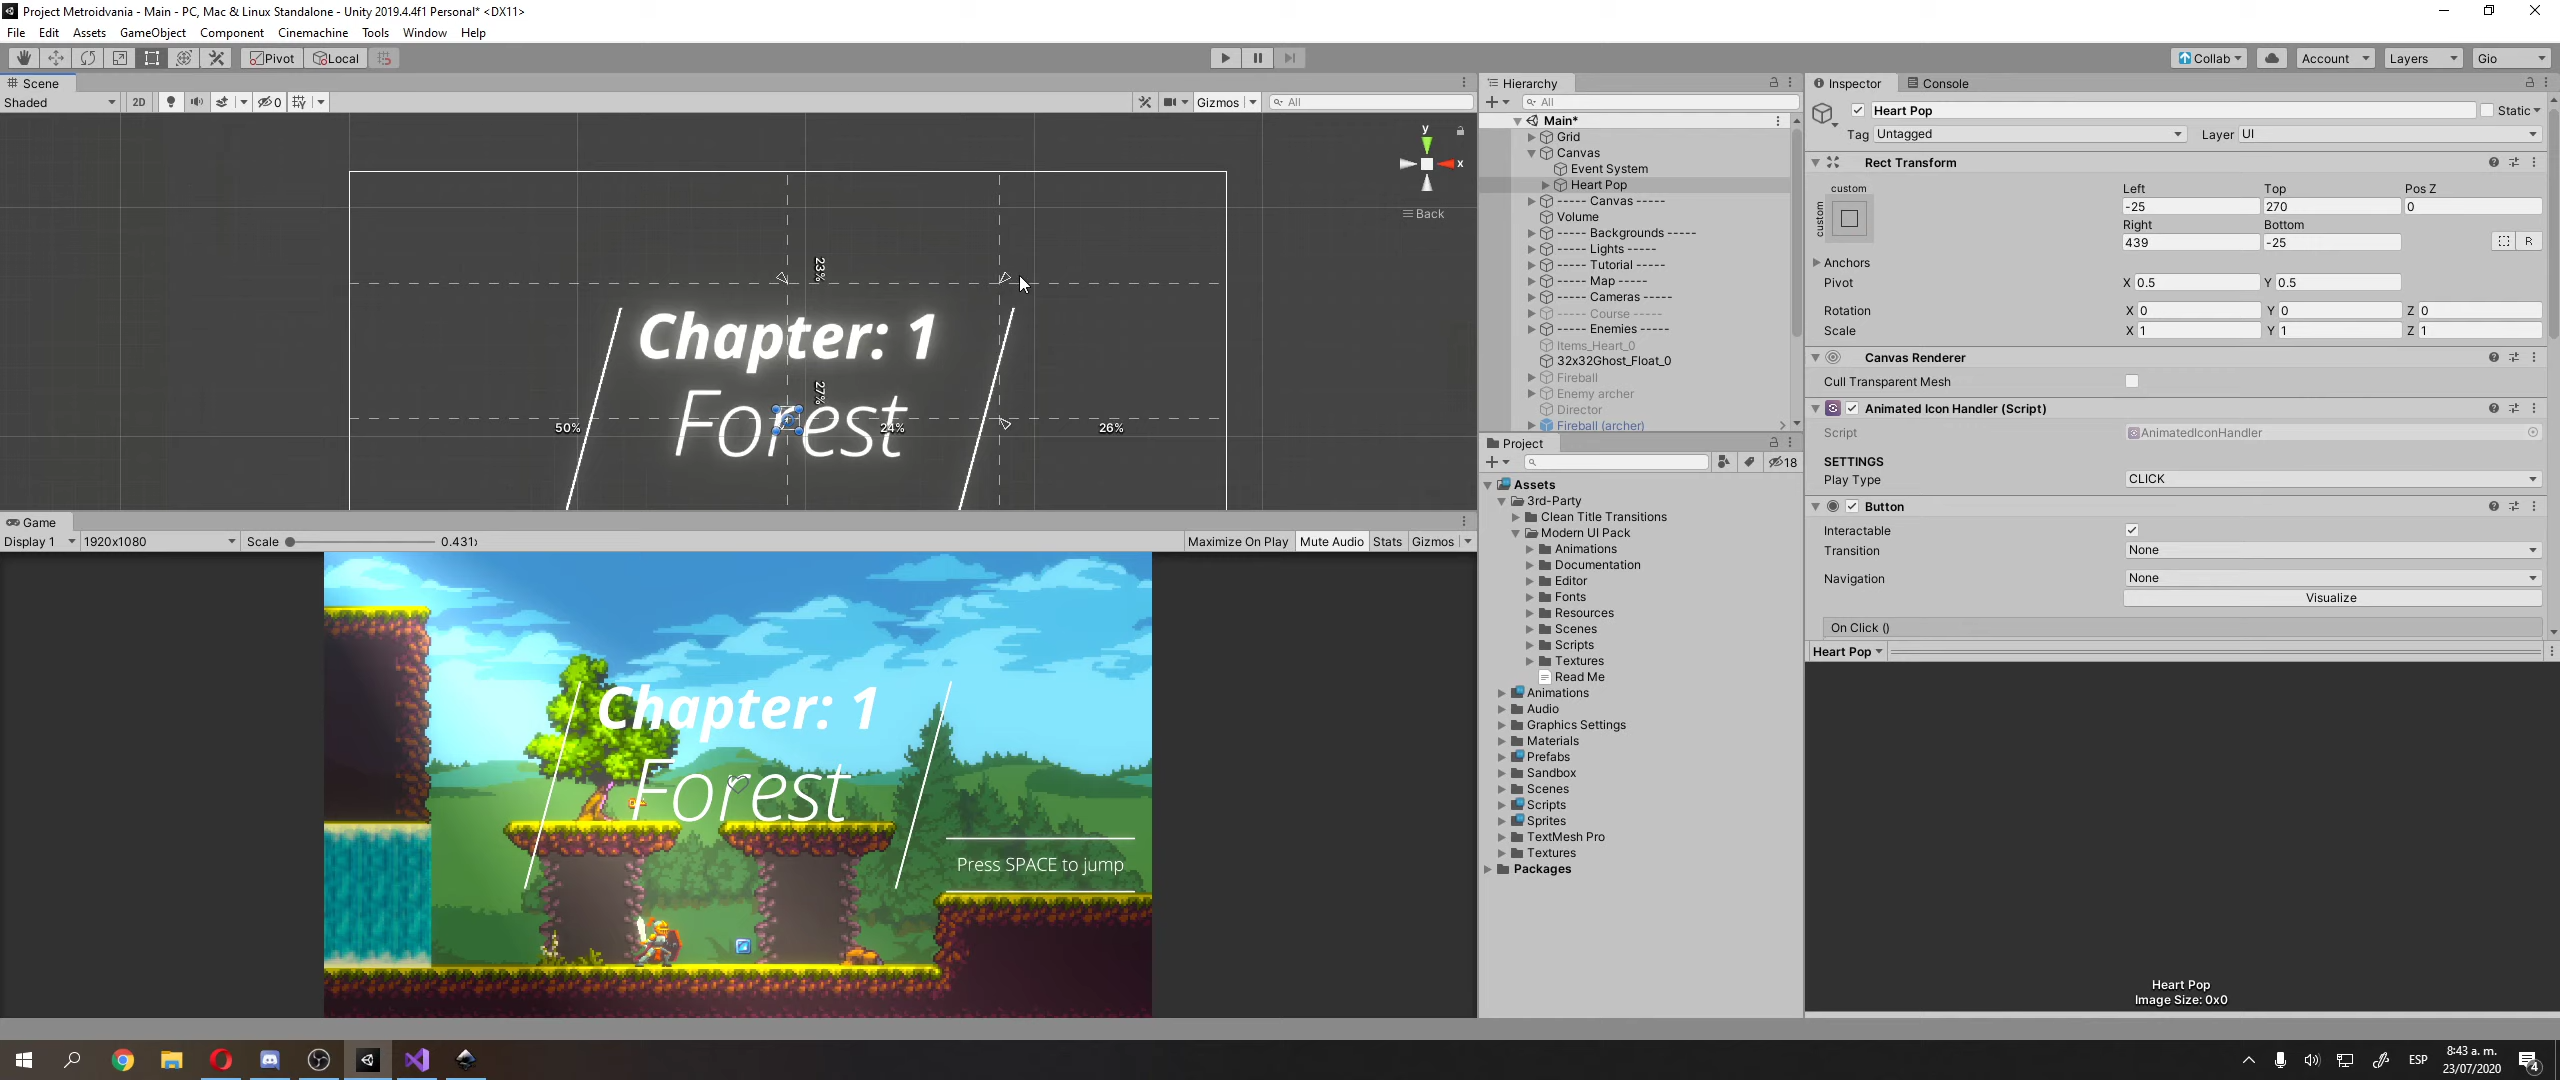 Project Metroidvania - Main - PC, Mac & Linux Standalone - Unity 2019.4.4f1 Personal* <DX11>
File Edit Assets GameObject Component Cinemachine Tools Window Help
Pivot Local Collab Account Layers Gio
Scene
Shaded 2D 0 Gizmos All
y
x
Back
23%
Chapter: 1
27%
Forest
50% 24% 26%
Game
Display 1 1920x1080 Scale 0.431x Maximize On Play Mute Audio Stats Gizmos
Chapter: 1
Forest
Press SPACE to jump
Hierarchy
All
Main*
Grid
Canvas
Event System
Heart Pop
----- Canvas -----
Volume
----- Backgrounds -----
----- Lights -----
----- Tutorial -----
----- Map -----
----- Cameras -----
----- Course -----
----- Enemies -----
Items_Heart_0
32x32Ghost_Float_0
Fireball
Enemy archer
Director
Fireball (archer)
Project
18
Assets
3rd-Party
Clean Title Transitions
Modern UI Pack
Animations
Documentation
Editor
Fonts
Resources
Scenes
Scripts
Textures
Read Me
Animations
Audio
Graphics Settings
Materials
Prefabs
Sandbox
Scenes
Scripts
Sprites
TextMesh Pro
Textures
Packages
Inspector Console
Heart Pop Static
Tag Untagged Layer UI
Rect Transform
custom
custom
Left Top Pos Z
-25 270 0
Right Bottom
439 -25 R
Anchors
Pivot X 0.5 Y 0.5
Rotation X 0 Y 0 Z 0
Scale X 1 Y 1 Z 1
Canvas Renderer
Cull Transparent Mesh
Animated Icon Handler (Script)
Script AnimatedIconHandler
SETTINGS
Play Type CLICK
Button
Interactable
Transition None
Navigation None
Visualize
On Click ()
Heart Pop
Heart Pop
Image Size: 0x0
ESP
8:43 a. m.
23/07/2020
4